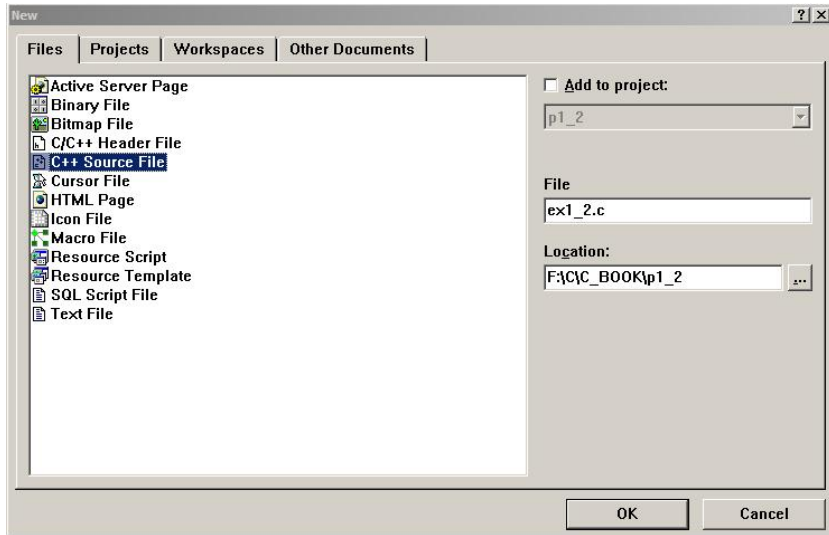 New
Files Projects Workspaces Other Documents
Active Server Page
Binary File
Bitmap File
C/C++ Header File
C++ Source File
Cursor File
HTML Page
Icon File
Macro File
Resource Script
Resource Template
SQL Script File
Text File
Add to project:
p1_2
File
ex1_2.c
Location:
F:\C\C_BOOK\p1_2
...
OK Cancel